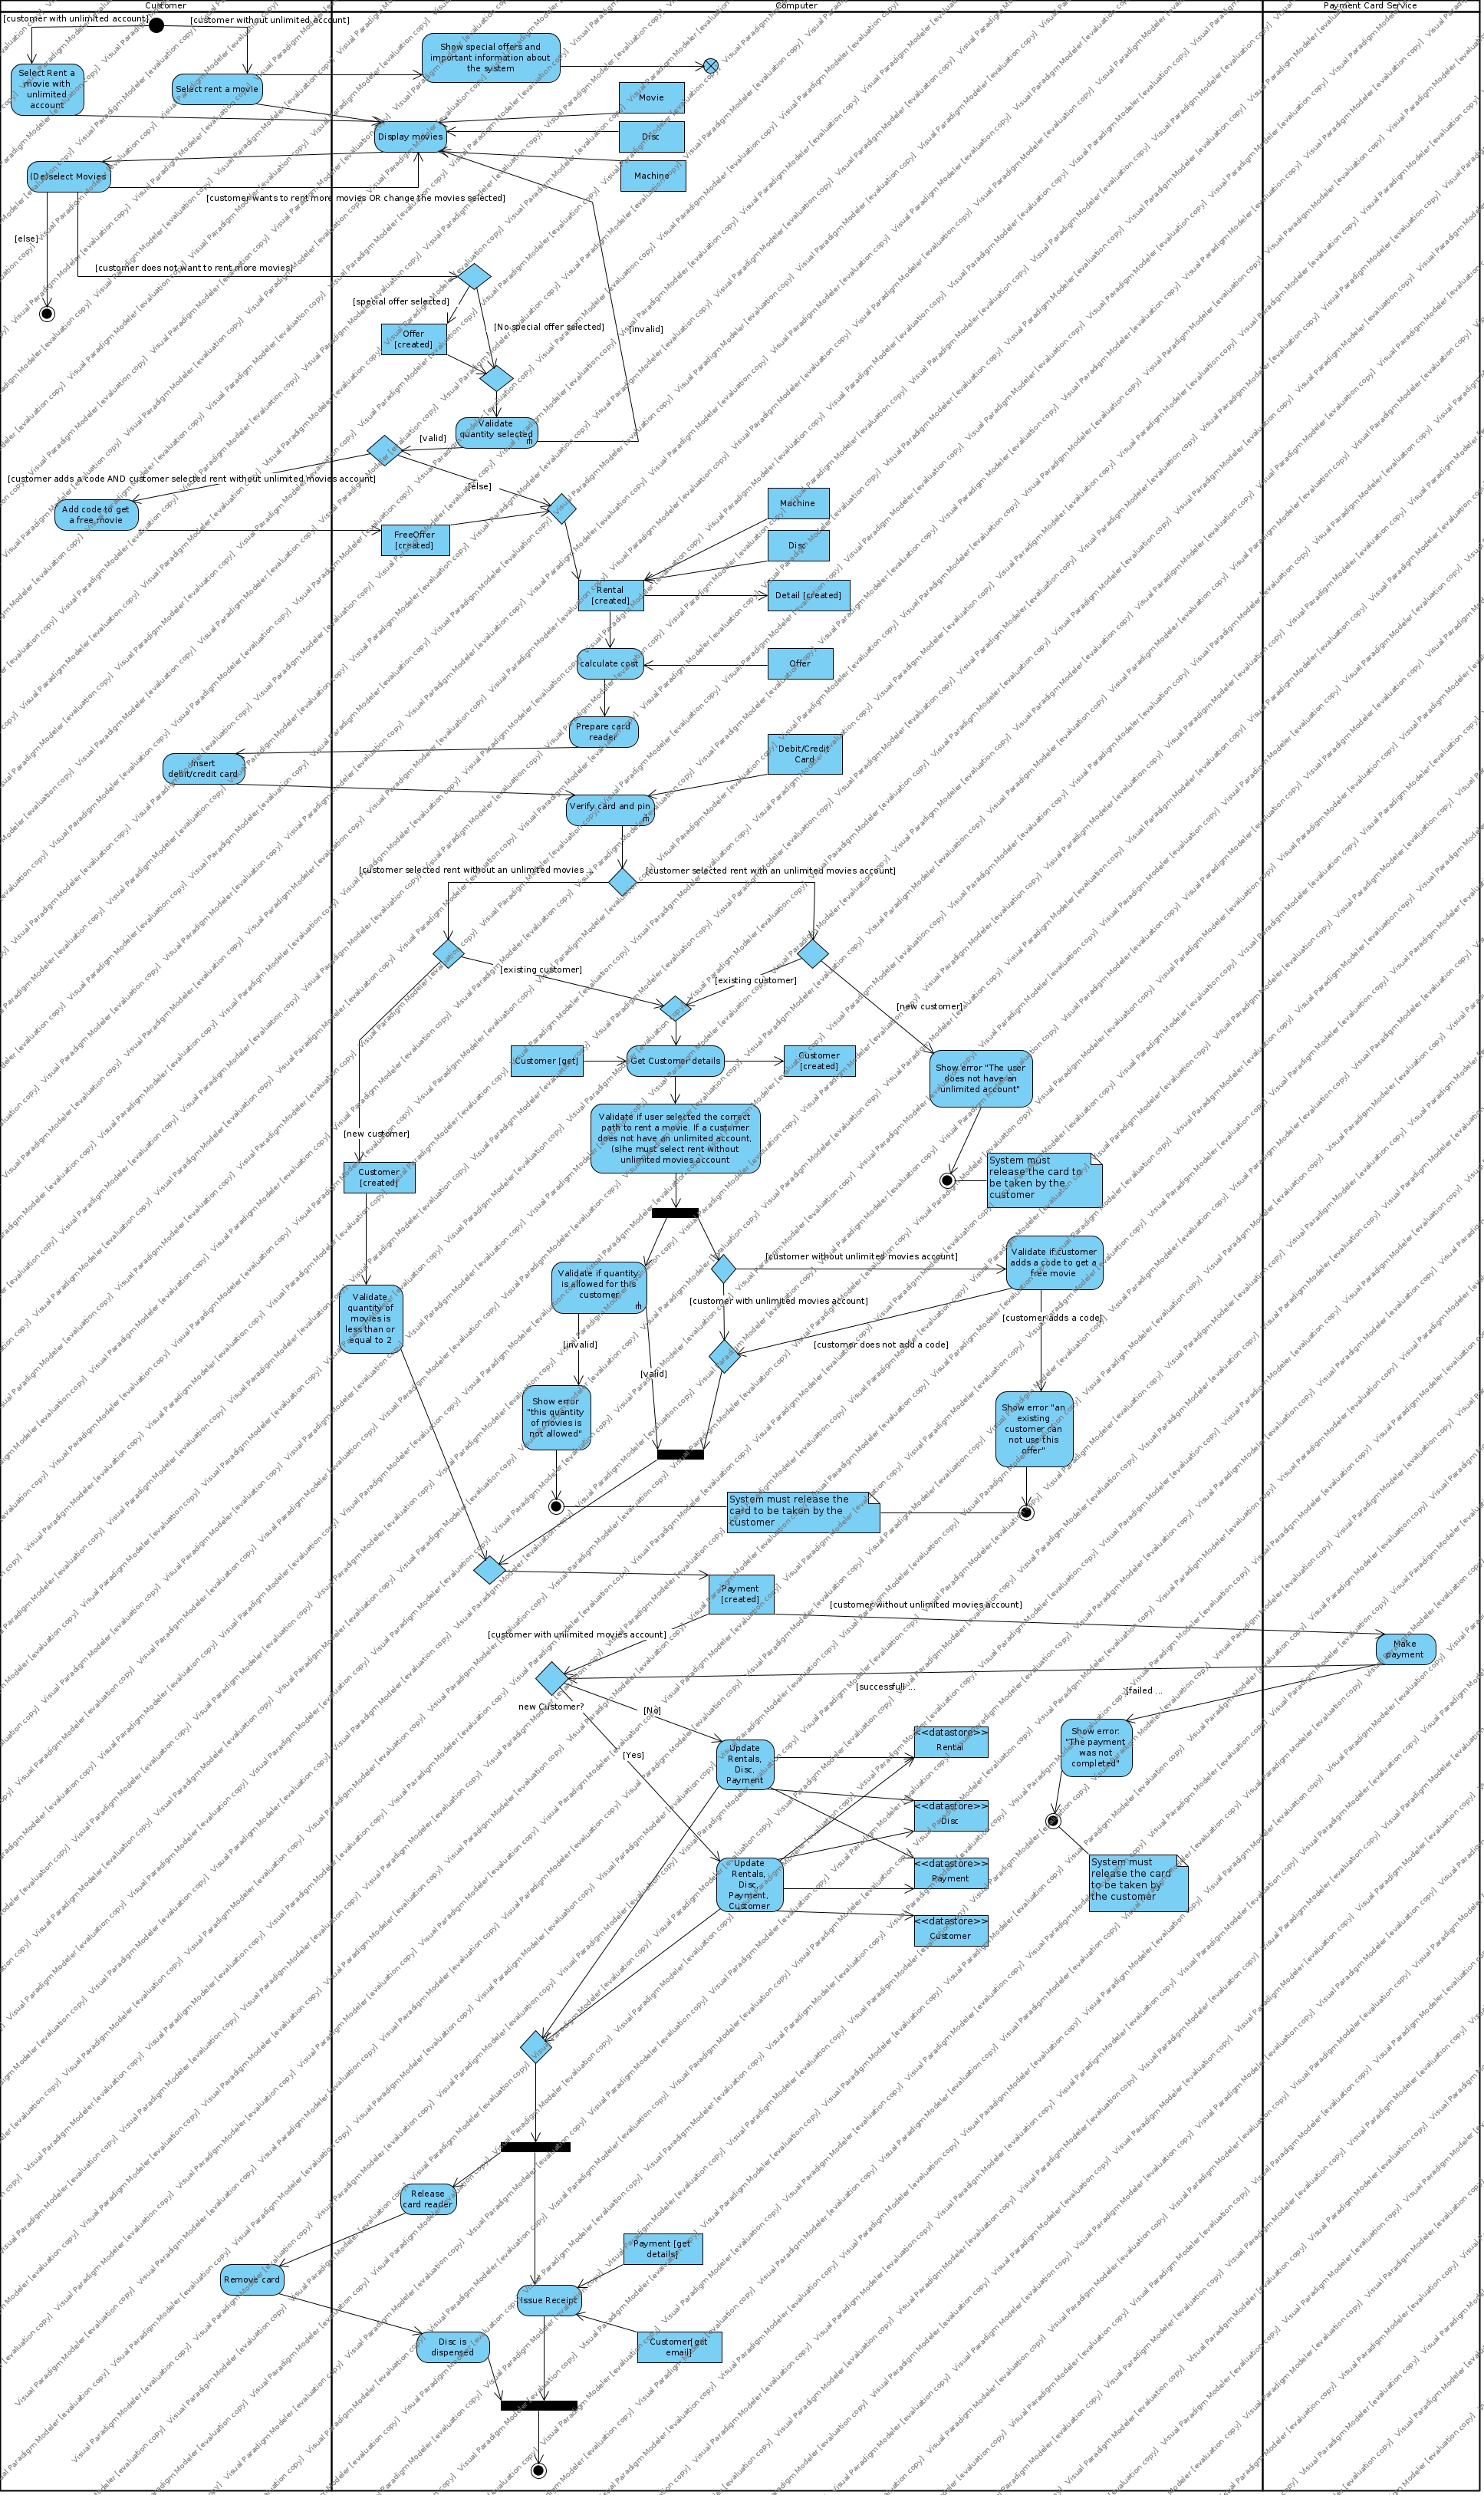 Customer
Computer
Payment Card Service
[customer with unlimited account]
[customer without unlimited account]
Select Rent a
movie with
unlimited
account
Select rent a movie
Show special offers and
important information about
the system
Movie
Disc
Machine
Display movies
(De)select Movies
[customer wants to rent more movies OR change the movies selected]
[else]
[customer does not want to rent more movies]
[special offer selected]
[No special offer selected]
[invalid]
Offer
[created]
Validate
quantity selected
[valid]
[customer adds a code AND customer selected rent without unlimited movies account]
[else]
Add code to get
a free movie
FreeOffer
[created]
Machine
Disc
Rental
[created]
Detail [created]
calculate cost
Offer
Prepare card
reader
Debit/Credit
Card
Insert
debit/credit card
Verify card and pin
[customer selected rent without an unlimited movies ...
[customer selected rent with an unlimited movies account]
[existing customer]
[existing customer]
[new customer]
Customer [get]
Get Customer details
Customer
[created]
Show error "The user
does not have an
unlimited account"
Validate if user selected the correct
path to rent a movie. If a customer
does not have an unlimited account,
(s)he must select rent without
unlimited movies account
[new customer]
Customer
[created]
System must
release the card to
be taken by the
customer
Validate if quantity
is allowed for this
customer
[customer without unlimited movies account]
Validate if customer
adds a code to get a
free movie
[customer with unlimited movies account]
[customer adds a code]
[customer does not add a code]
Validate
quantity of
movies is
less than or
equal to 2
[invalid]
[valid]
Show error
"this quantity
of movies is
not allowed"
Show error "an
existing
customer can
not use this
offer"
System must release the
card to be taken by the
customer
Payment
[created]
[customer without unlimited movies account]
[customer with unlimited movies account]
Make
payment
[successfull ...
[failed ...
new Customer?
[No]
[Yes]
Show error:
"The payment
was not
completed"
Update
Rentals,
Disc,
Payment
<<datastore>>
Rental
<<datastore>>
Disc
Update
Rentals,
Disc,
Payment,
Customer
<<datastore>>
Payment
<<datastore>>
Customer
System must
release the card
to be taken by
the customer
Release
card reader
Payment [get
details]
Remove card
Issue Receipt
Disc is
dispensed
Customer[get
email]
Visual Paradigm Modeler [evaluation copy]